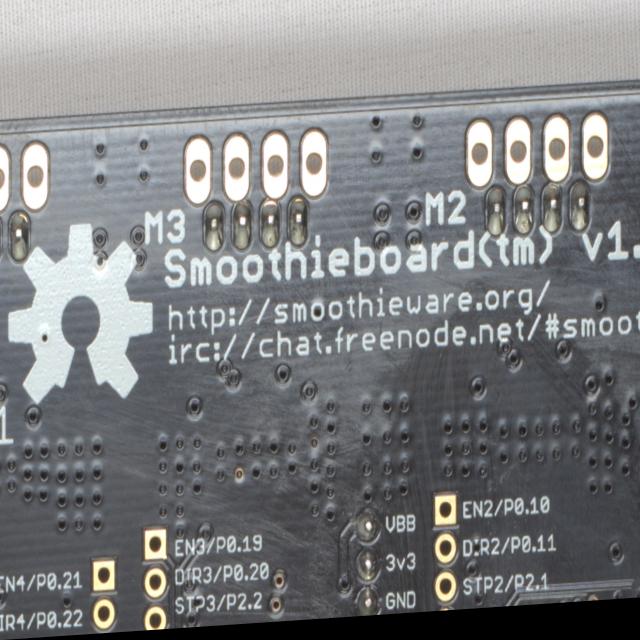 M3
M2
Smoothieboard(tm) v1.
http://smoothieware.org/
irc://chat.freenode.net/#smoot
1
VBB
3v3
GND
EN2/P0.10
DIR2/P0.11
STP2/P2.1
EN3/P0.19
DIR3/P0.20
STP3/P2.2
EN4/P0.21
IR4/P0.22